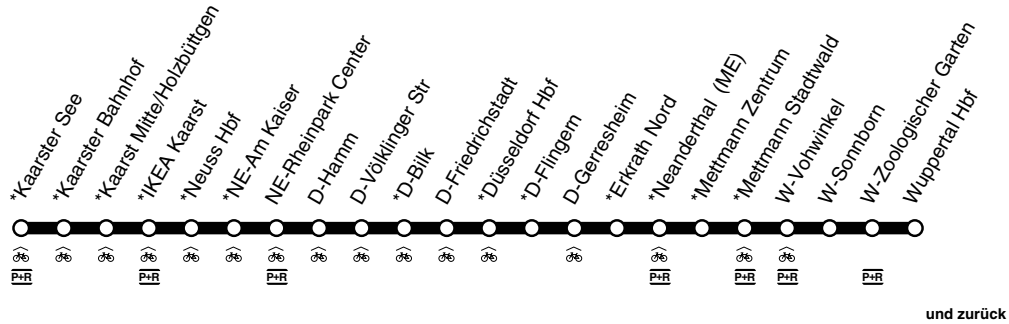 *Kaarster See
*Kaarster Bahnhof
*Kaarst Mitte/Holzbüttgen
*IKEA Kaarst
*Neuss Hbf
*NE-Am Kaiser
NE-Rheinpark Center
D-Hamm
D-Völklinger Str
*D-Bilk
D-Friedrichstadt
*Düsseldorf Hbf
*D-Flingern
D-Gerresheim
*Erkrath Nord
*Neanderthal (ME)
*Mettmann Zentrum
*Mettmann Stadtwald
W-Vohwinkel
W-Sonnborn
W-Zoologischer Garten
Wuppertal Hbf
P+R
P+R
P+R
P+R
P+R
P+R
P+R
und zurück